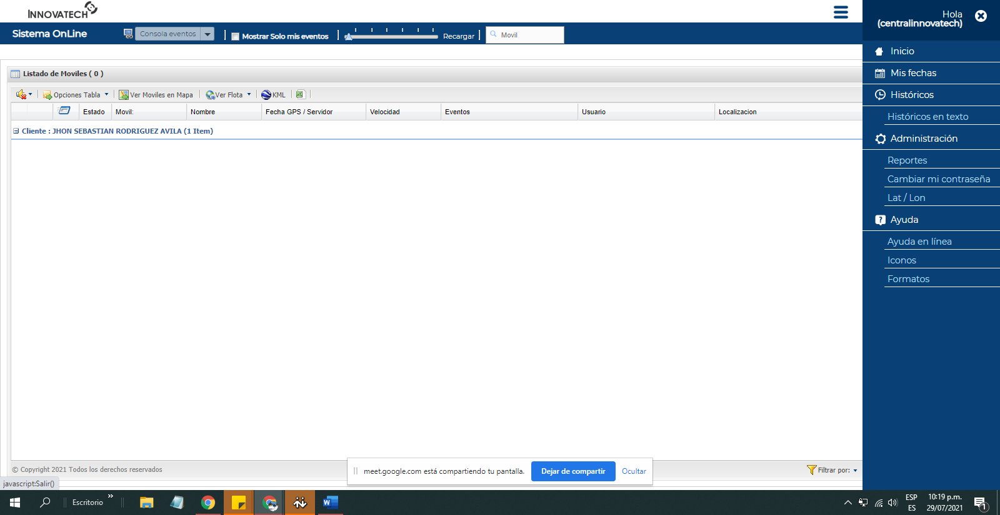 INNOVATECH
Hola
(centralinnovatech)
Sistema OnLine
Consola eventos
Mostrar Solo mis eventos
Recargar
Movil
Inicio
Mis fechas
Históricos
Históricos en texto
Administración
Reportes
Cambiar mi contraseña
Lat / Lon
Ayuda
Ayuda en línea
Iconos
Formatos
Listado de Moviles ( 0 )
Opciones Tabla
Ver Moviles en Mapa
Ver Flota
KML
Estado
Movil:
Nombre
Fecha GPS / Servidor
Velocidad
Eventos
Usuario
Localizacion
Cliente : JHON SEBASTIAN RODRIGUEZ AVILA (1 Item)
© Copyright 2021 Todos los derechos reservados
Filtrar por:
meet.google.com está compartiendo tu pantalla.
Dejar de compartir
Ocultar
javascript:Salir()
Escritorio
»
ESP
ES
10:19 p.m.
29/07/2021
1